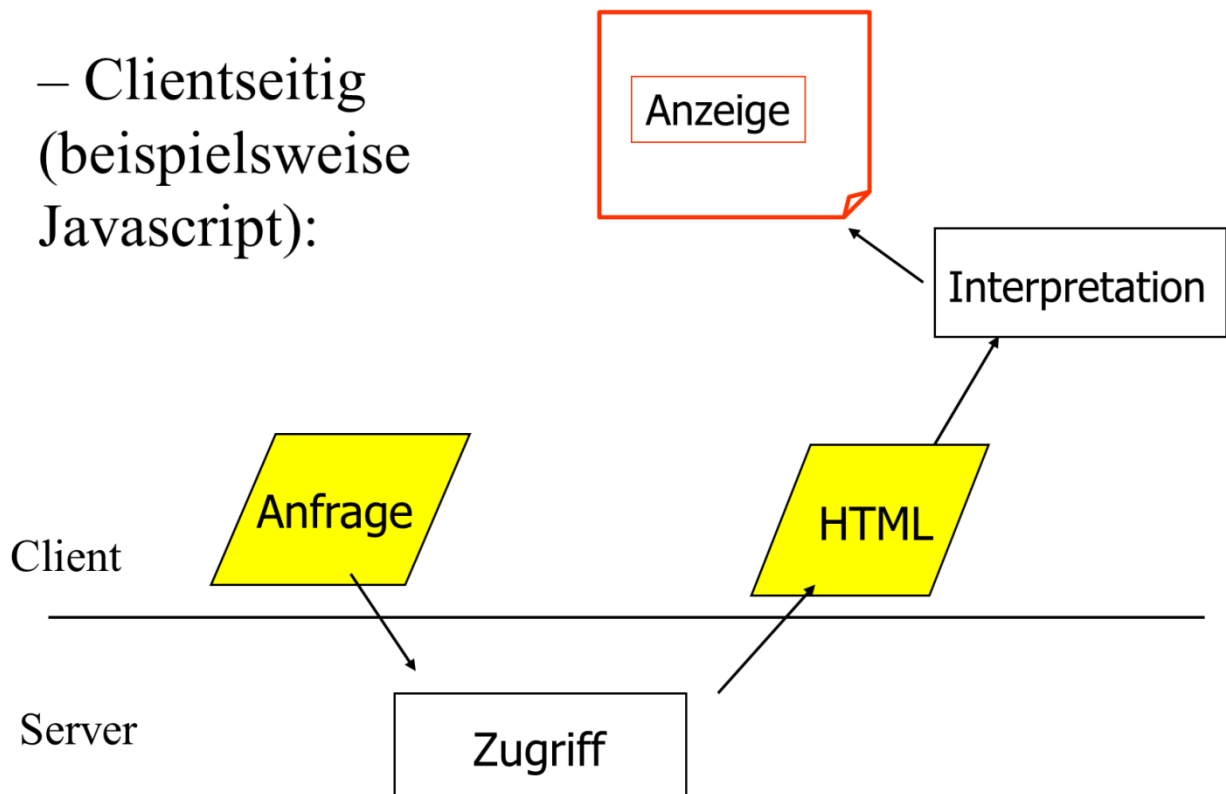 – Clientseitig
(beispielsweise
Javascript):
Anzeige
Interpretation
Anfrage
HTML
Client
Server
Zugriff